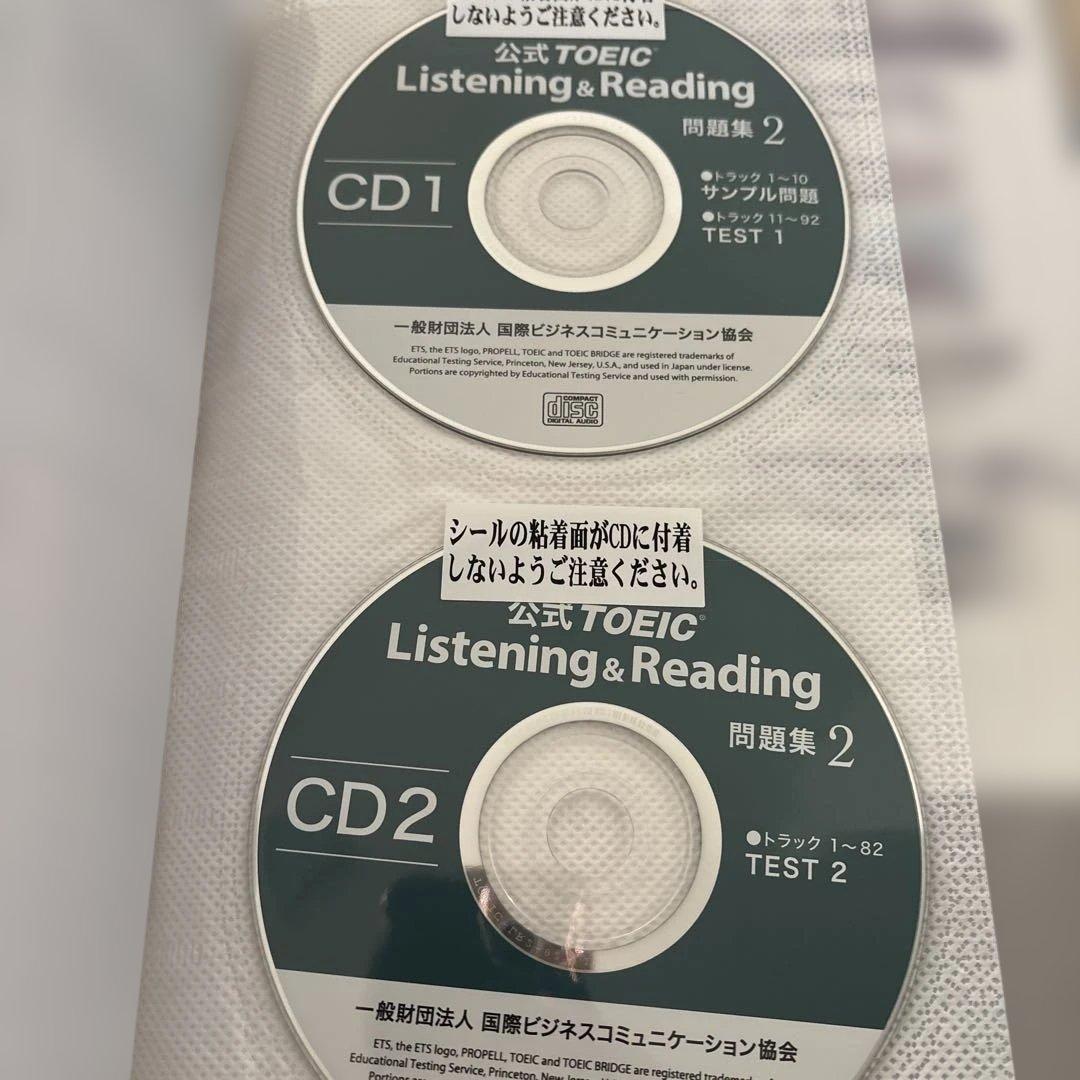 しないようご注意ください。
公式 TOEIC®
Listening & Reading
問題集 2
CD 1
●トラック 1〜10
サンプル問題
●トラック 11〜92
TEST 1
一般財団法人 国際ビジネスコミュニケーション協会
ETS, the ETS logo, PROPELL, TOEIC and TOEIC BRIDGE are registered trademarks of
Educational Testing Service, Princeton, New Jersey, U.S.A., and used in Japan under license.
Portions are copyrighted by Educational Testing Service and used with permission.
COMPACT
disc
DIGITAL AUDIO
シールの粘着面がCDに付着
しないようご注意ください。
公式 TOEIC®
Listening & Reading
問題集 2
CD 2
●トラック 1〜82
TEST 2
一般財団法人 国際ビジネスコミュニケーション協会
ETS, the ETS logo, PROPELL, TOEIC and TOEIC BRIDGE are registered trademarks
Educational Testing Service, Princeton, New
Portions are